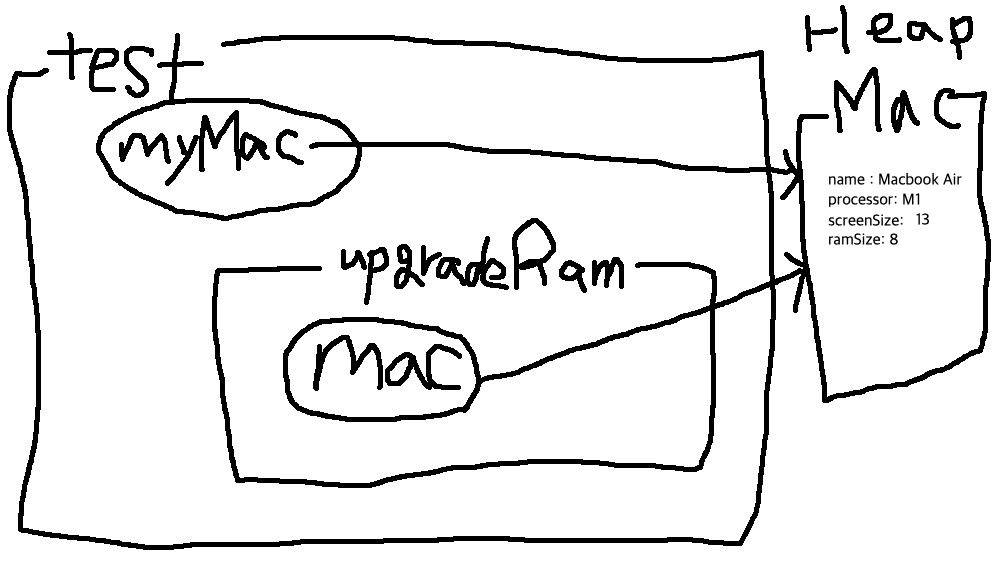 Heap
test
Mac
myMac
name : Macbook Air
processor: M1
screenSize: 13
ramSize: 8
upgradeRam
mac